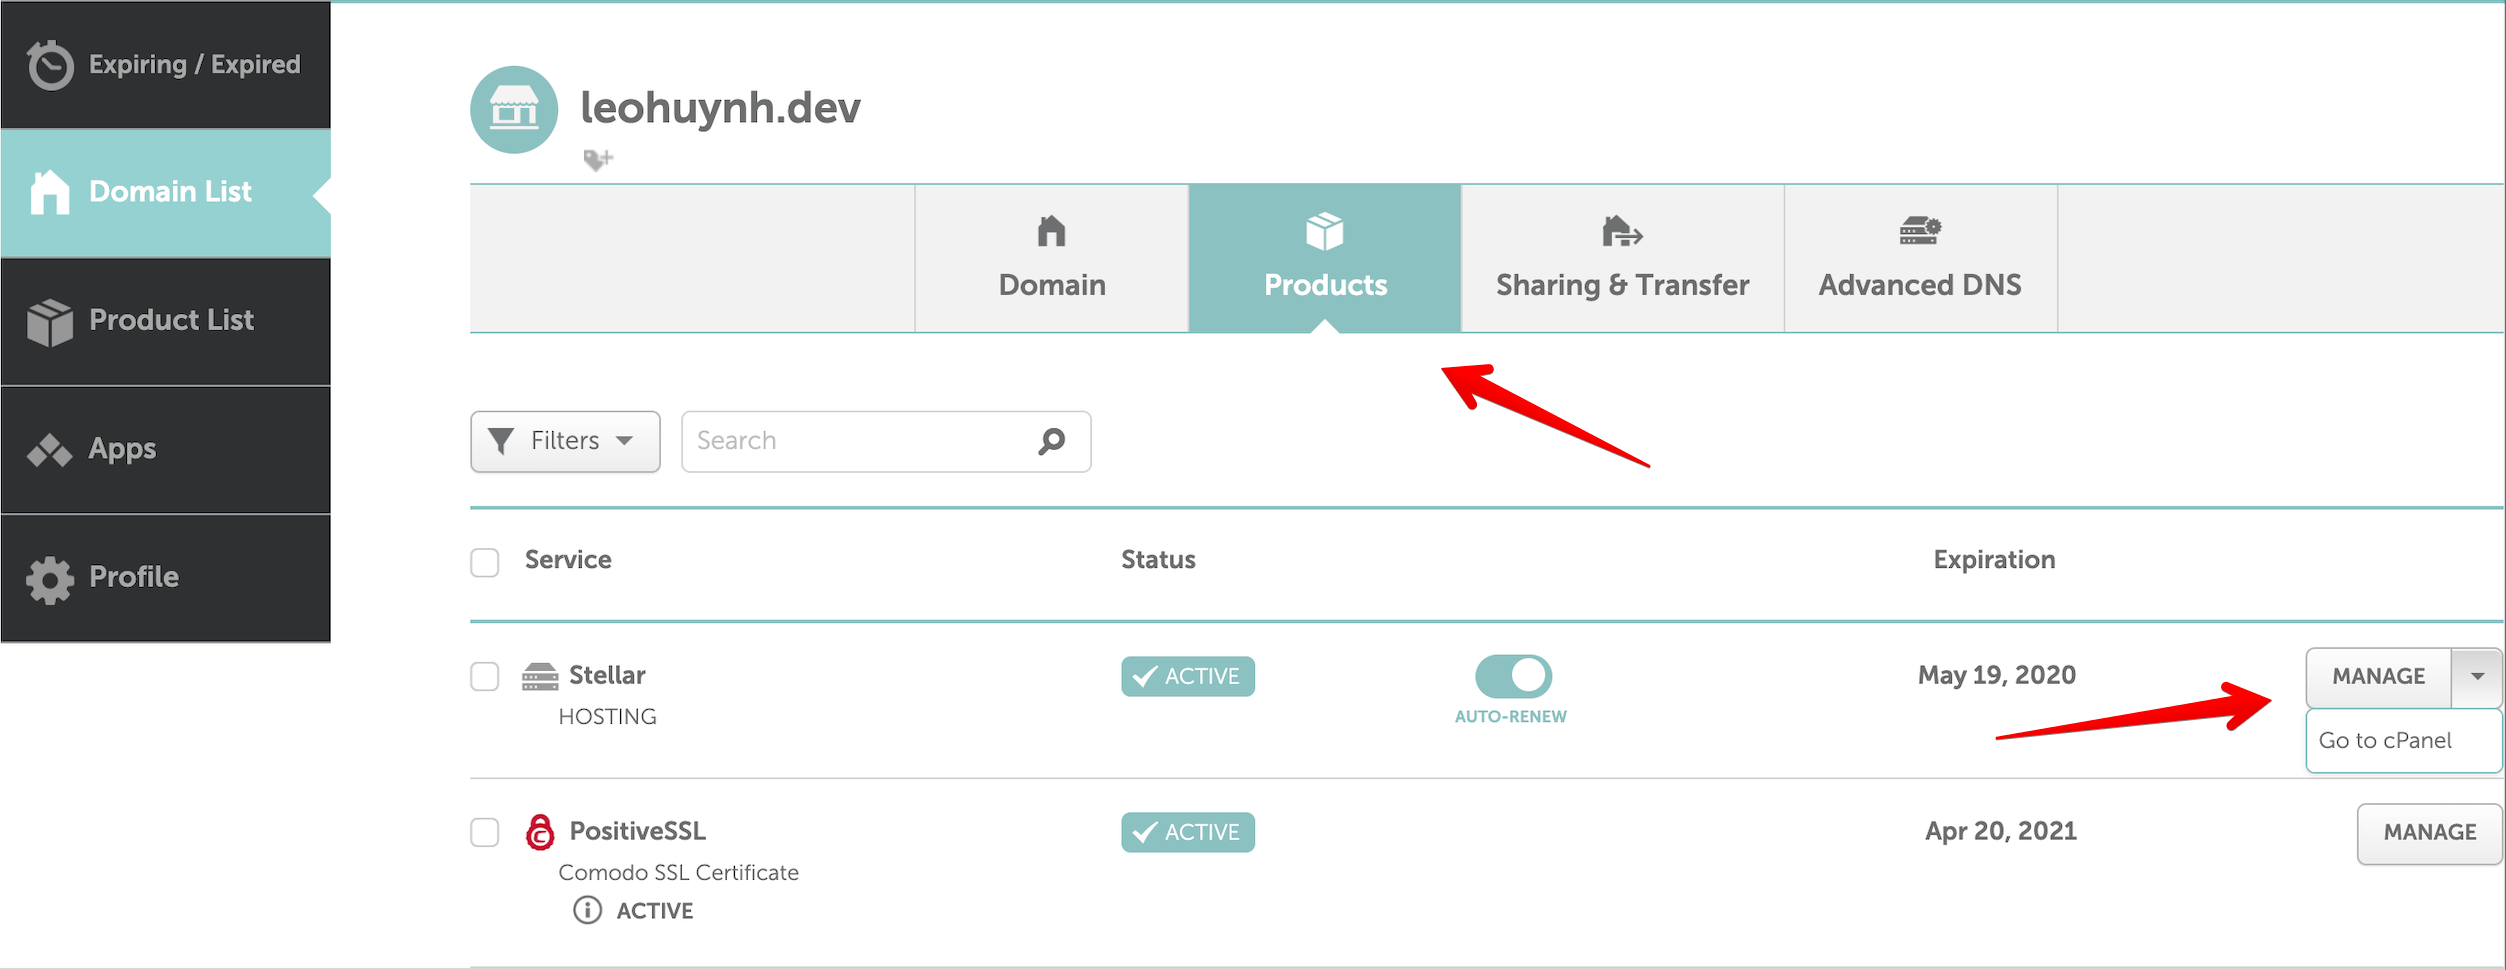 Expiring / Expired
Domain List
Product List
Apps
Profile
leohuynh.dev
Domain
Products
Sharing & Transfer
Advanced DNS
Filters
Search
Service Status Expiration
Stellar ACTIVE May 19, 2020 MANAGE
HOSTING AUTO-RENEW
Go to cPanel
PositiveSSL ACTIVE Apr 20, 2021 MANAGE
Comodo SSL Certificate
ACTIVE